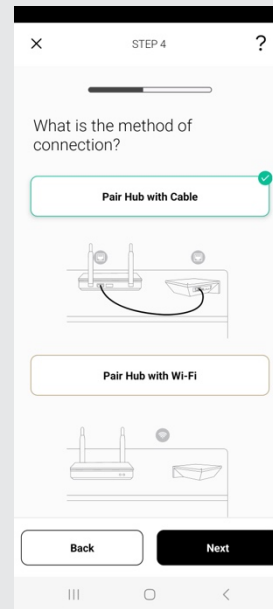 STEP 4
?
What is the method of
connection?
Pair Hub with Cable
Pair Hub with Wi-Fi
Back
Next